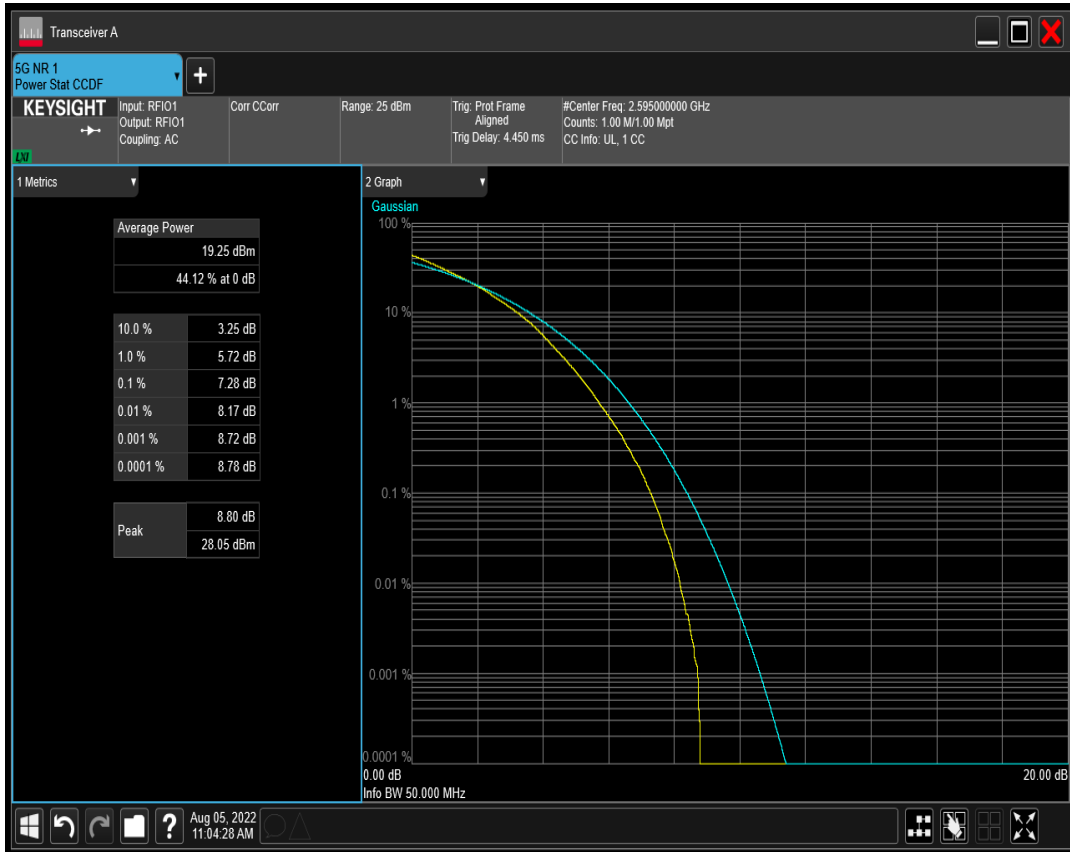 Transceiver A
5G NR 1
Power Stat CCDF
+
KEYSIGHT
LXI
Input: RFIO1
Output: RFIO1
Coupling: AC
Corr CCorr
Range: 25 dBm
Trig: Prot Frame
Aligned
Trig Delay: 4.450 ms
#Center Freq: 2.595000000 GHz
Counts: 1.00 M/1.00 Mpt
CC Info: UL, 1 CC
1 Metrics
Average Power
19.25 dBm
44.12 % at 0 dB
10.0 % 3.25 dB
1.0 % 5.72 dB
0.1 % 7.28 dB
0.01 % 8.17 dB
0.001 % 8.72 dB
0.0001 % 8.78 dB
Peak
8.80 dB
28.05 dBm
2 Graph
Gaussian
100 %
10 %
1 %
0.1 %
0.01 %
0.001 %
0.0001 %
0.00 dB 20.00 dB
Info BW 50.000 MHz
?
Aug 05, 2022
11:04:28 AM